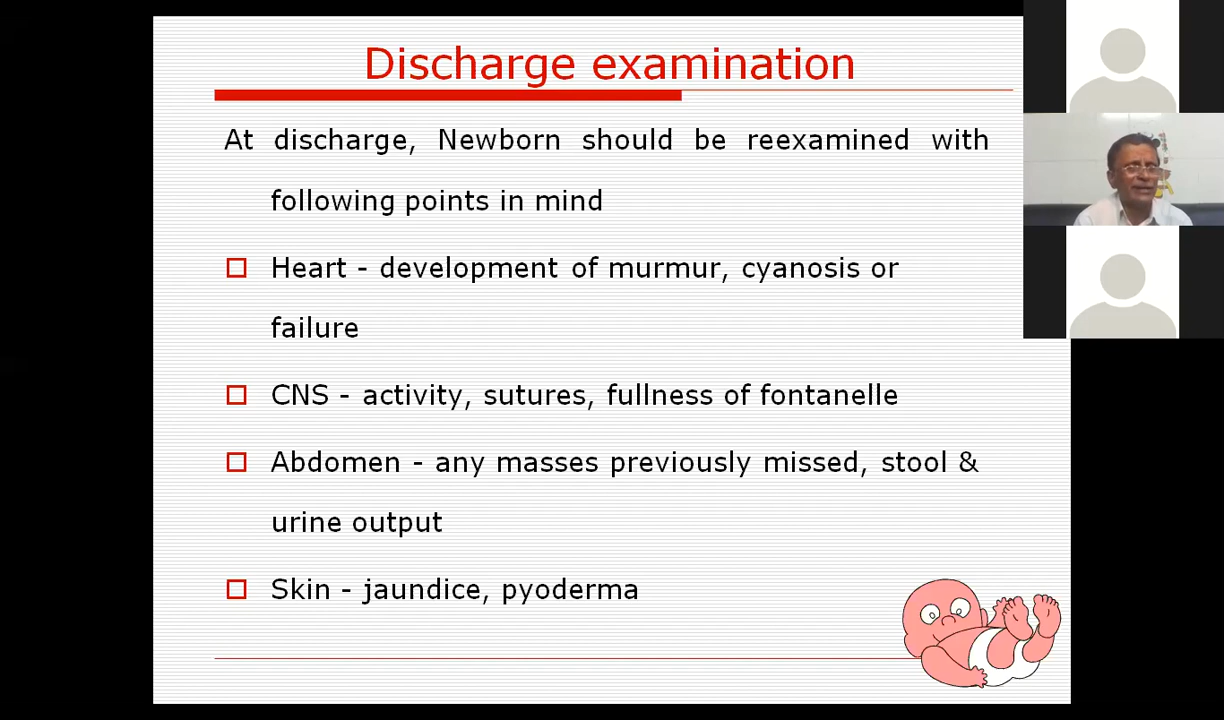 Discharge examination
At discharge, Newborn should be reexamined with
following points in mind
Heart - development of murmur, cyanosis or
failure
CNS - activity, sutures, fullness of fontanelle
Abdomen - any masses previously missed, stool &
urine output
Skin - jaundice, pyoderma